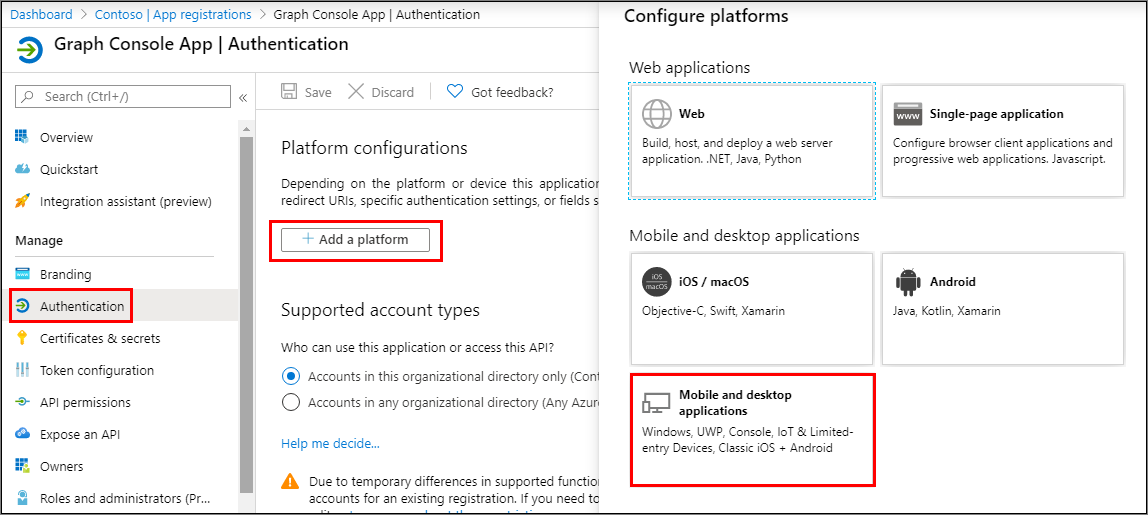 Dashboard > Contoso | App registrations > Graph Console App | Authentication
Graph Console App | Authentication
Search (Ctrl+/)
«
Overview
Quickstart
Integration assistant (preview)
Manage
Branding
Authentication
Certificates & secrets
Token configuration
API permissions
Expose an API
Owners
Roles and administrators (Pr...
Save
Discard
Got feedback?
Platform configurations
Depending on the platform or device this application
redirect URIs, specific authentication settings, or fields s
+ Add a platform
Supported account types
Who can use this application or access this API?
Accounts in this organizational directory only (Cont
Accounts in any organizational directory (Any Azure
Help me decide...
Due to temporary differences in supported function
accounts for an existing registration. If you need to
Configure platforms
Web applications
Web
Build, host, and deploy a web server
application. .NET, Java, Python
www
Single-page application
Configure browser client applications and
progressive web applications. Javascript.
Mobile and desktop applications
iOS
macOS
iOS / macOS
Objective-C, Swift, Xamarin
Android
Java, Kotlin, Xamarin
Mobile and desktop
applications
Windows, UWP, Console, IoT & Limited-
entry Devices, Classic iOS + Android